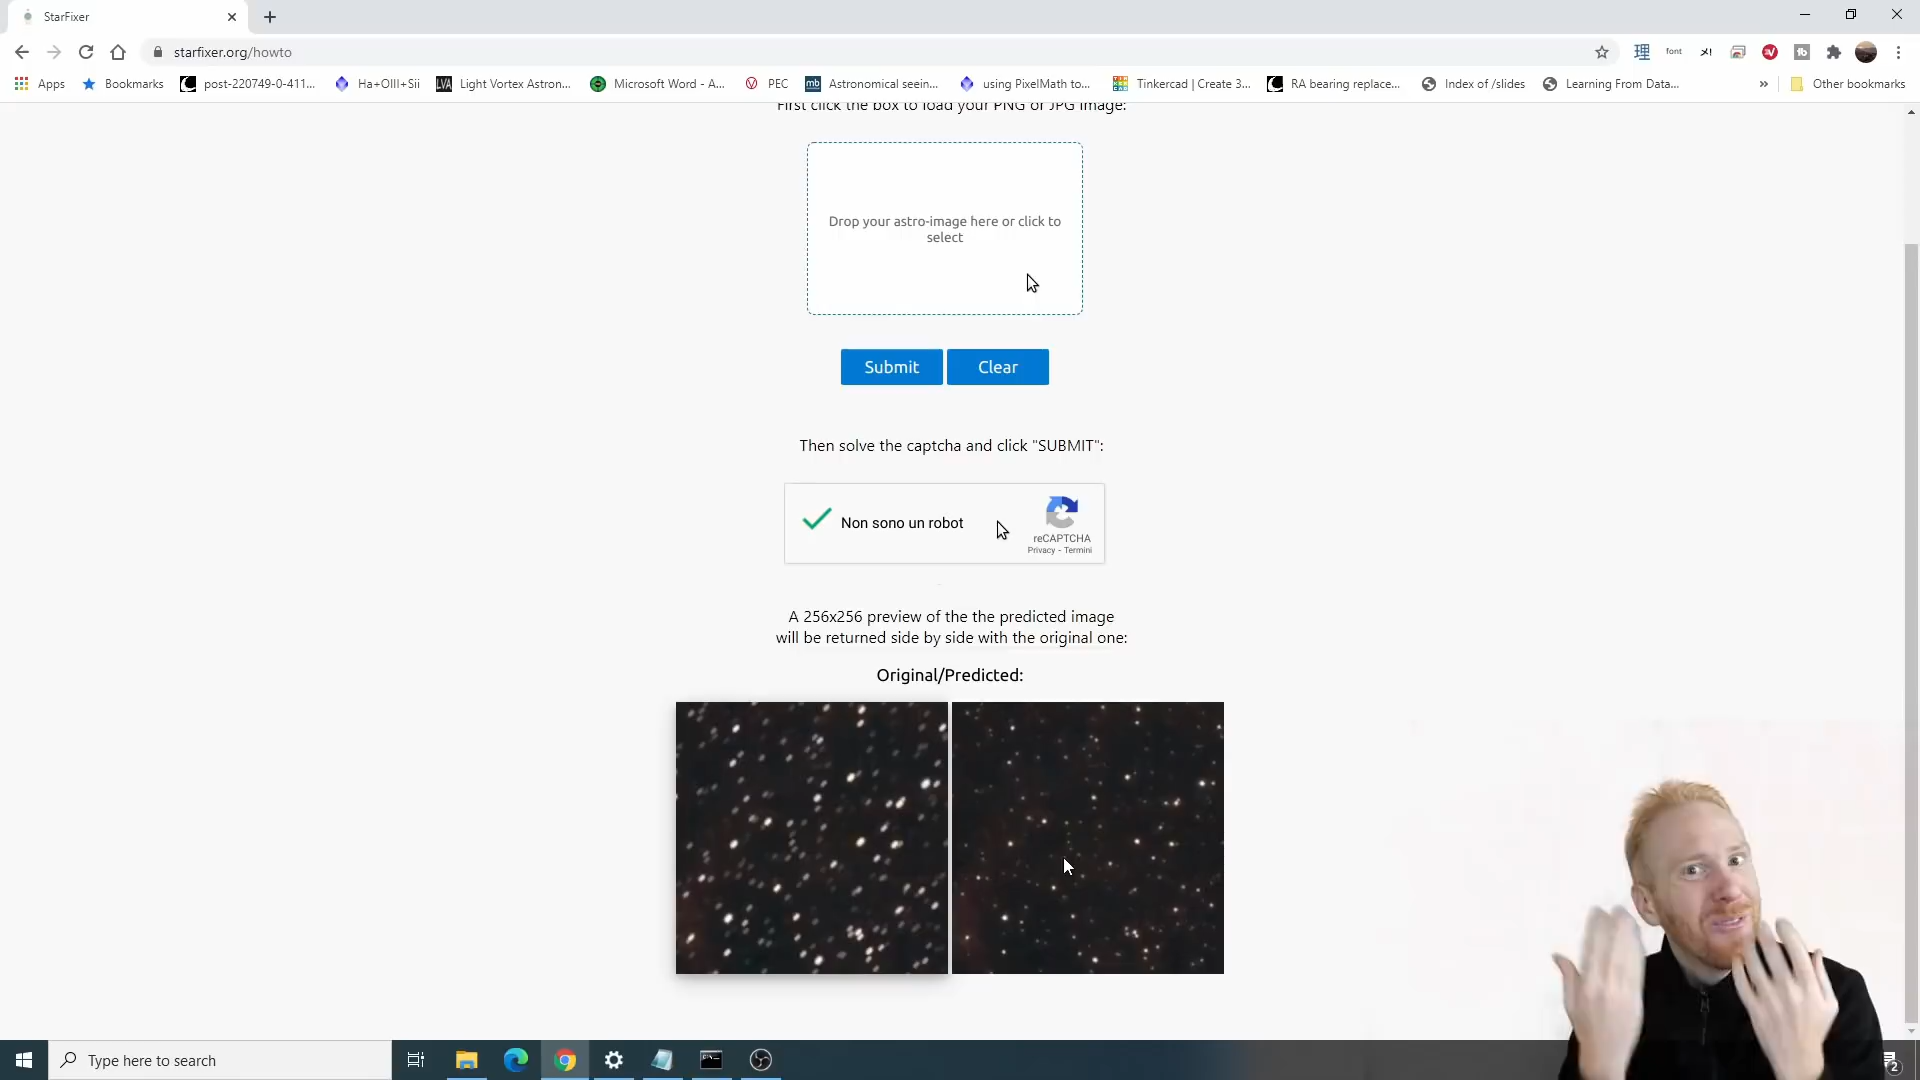 StarFixer
starfixer.org/howto
font
Apps
Bookmarks
post-220749-0-411...
Ha+OIII+Sii
LVA
Light Vortex Astron...
Microsoft Word - A...
PEC
mb
Astronomical seein...
using PixelMath to...
Tinkercad | Create 3...
RA bearing replace...
Index of /slides
Learning From Data...
»
Other bookmarks
First click the box to load your PNG or JPG image:
Drop your astro-image here or click to
select
Submit
Clear
Then solve the captcha and click "SUBMIT":
Non sono un robot
reCAPTCHA
Privacy - Termini
A 256x256 preview of the the predicted image
will be returned side by side with the original one:
Original/Predicted:
Type here to search
2